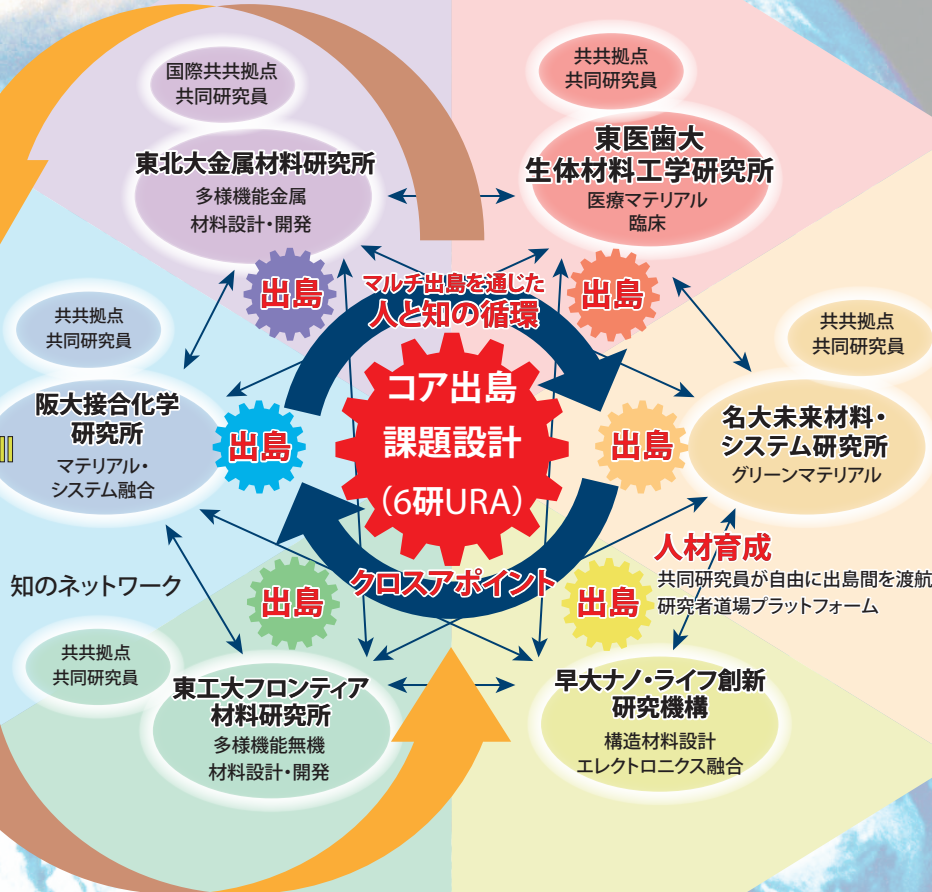 国際共共拠点
共同研究員
東北大金属材料研究所
多様機能金属
材料設計・開発
共共拠点
共同研究員
東医歯大
生体材料工学研究所
医療マテリアル
臨床
出島
マルチ出島を通じた
人と知の循環
出島
共共拠点
共同研究員
阪大接合化学
研究所
マテリアル・
システム融合
出島
コア出島
課題設計
（6研URA）
出島
共共拠点
共同研究員
名大未来材料・
システム研究所
グリーンマテリアル
知のネットワーク
出島
クロスアポイント
出島
人材育成
共同研究員が自由に出島間を渡航
研究者道場プラットフォーム
共共拠点
共同研究員
東工大フロンティア
材料研究所
多様機能無機
材料設計・開発
早大ナノ・ライフ創新
研究機構
構造材料設計
エレクトロニクス融合